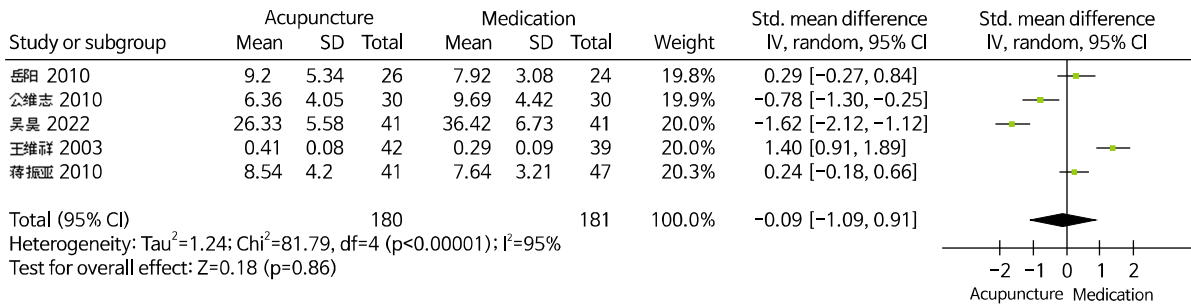 Acupuncture Medication Std. mean difference Std. mean difference
Study or subgroup Mean SD Total Mean SD Total Weight IV, random, 95% CI IV, random, 95% CI
岳阳 2010 9.2 5.34 26 7.92 3.08 24 19.8% 0.29 [−0.27, 0.84]
公维志 2010 6.36 4.05 30 9.69 4.42 30 19.9% −0.78 [−1.30, −0.25]
吴昊 2022 26.33 5.58 41 36.42 6.73 41 20.0% −1.62 [−2.12, −1.12]
王维祥 2003 0.41 0.08 42 0.29 0.09 39 20.0% 1.40 [0.91, 1.89]
蒋振亚 2010 8.54 4.2 41 7.64 3.21 47 20.3% 0.24 [−0.18, 0.66]
Total (95% CI) 180 181 100.0% −0.09 [−1.09, 0.91]
Heterogeneity: Tau²=1.24; Chi²=81.79, df=4 (p<0.00001); I²=95%
Test for overall effect: Z=0.18 (p=0.86)
−2 −1 0 1 2
Acupuncture Medication